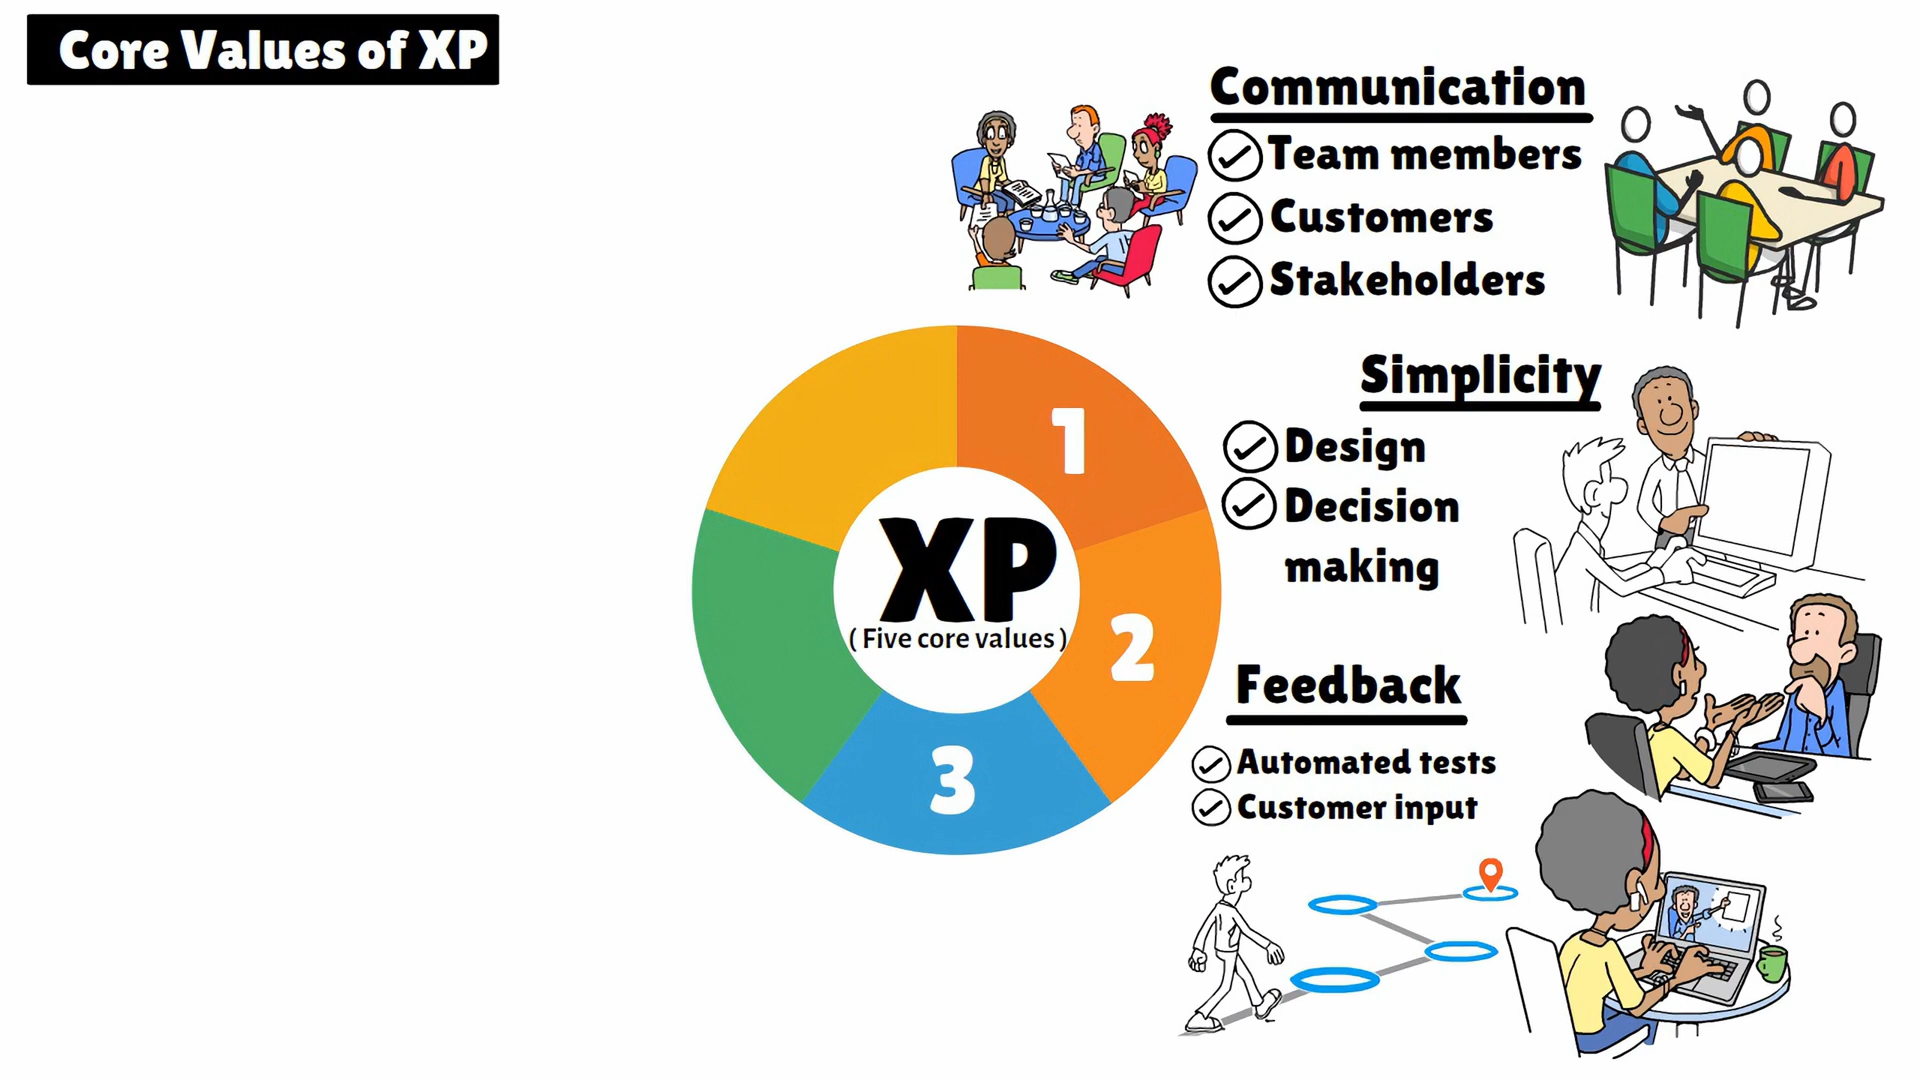 Core Values of XP
Communication
Team members
Customers
Stakeholders
Simplicity
Design
Decision
making
Feedback
Automated tests
Customer input
1
2
3
XP
( Five core values )